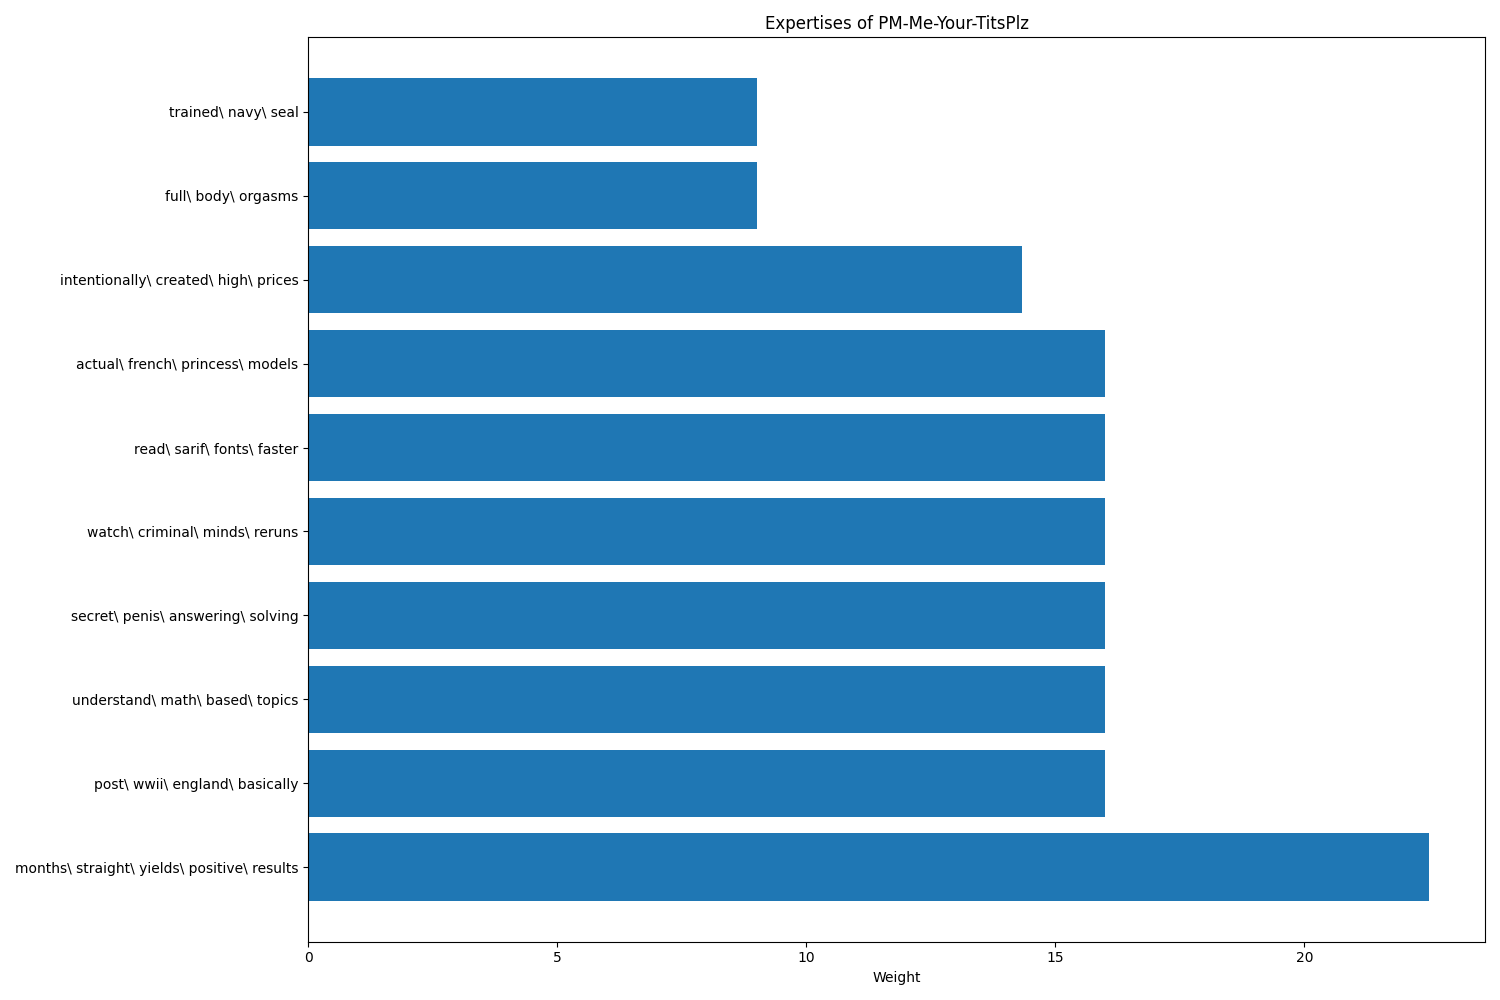 Expertises of PM-Me-Your-TitsPlz
trained\ navy\ seal
full\ body\ orgasms
intentionally\ created\ high\ prices
actual\ french\ princess\ models
read\ sarif\ fonts\ faster
watch\ criminal\ minds\ reruns
secret\ penis\ answering\ solving
understand\ math\ based\ topics
post\ wwii\ england\ basically
months\ straight\ yields\ positive\ results
0 5 10 15 20
Weight